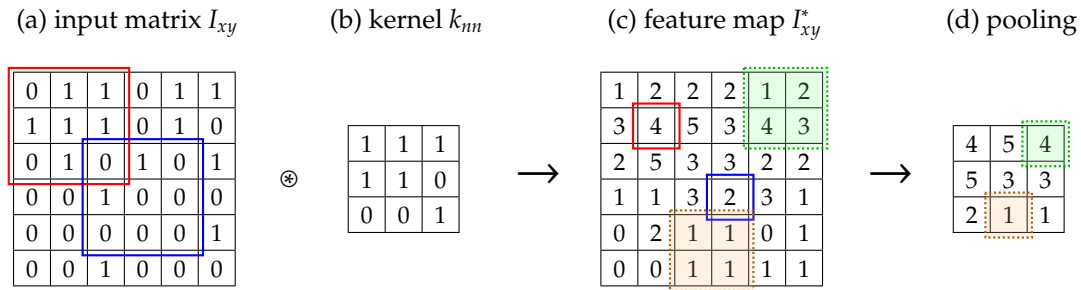 (a) input matrix I_xy (b) kernel k_nn (c) feature map I*_xy (d) pooling
0 1 1 0 1 1
1 1 1 0 1 0
0 1 0 1 0 1
0 0 1 0 0 0
0 0 0 0 0 1
0 0 1 0 0 0
⊛
1 1 1
1 1 0
0 0 1
→
1 2 2 2 1 2
3 4 5 3 4 3
2 5 3 3 2 2
1 1 3 2 3 1
0 2 1 1 0 1
0 0 1 1 1 1
→
4 5 4
5 3 3
2 1 1